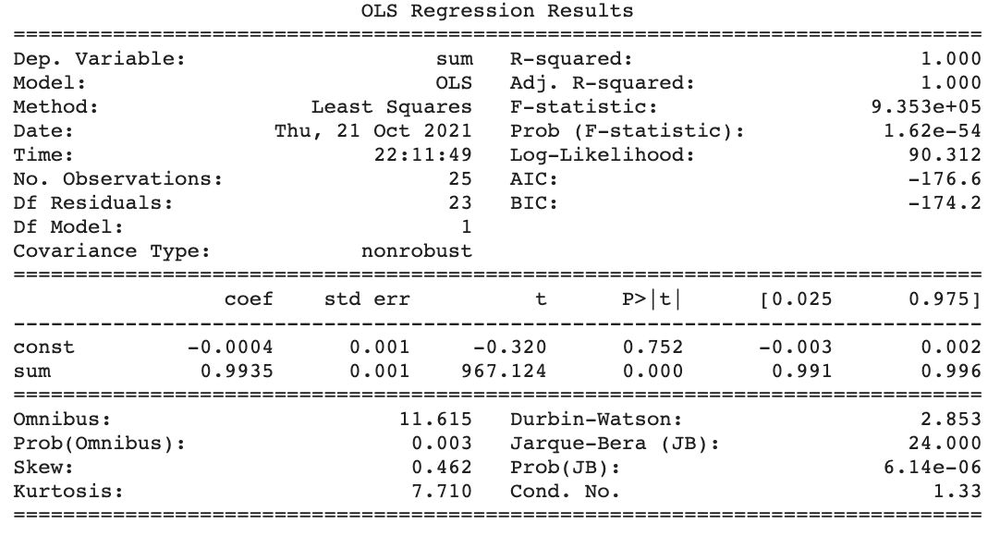 OLS Regression Results
==============================================================================
Dep. Variable:                    sum   R-squared:                       1.000
Model:                            OLS   Adj. R-squared:                  1.000
Method:                 Least Squares   F-statistic:                 9.353e+05
Date:                Thu, 21 Oct 2021   Prob (F-statistic):           1.62e-54
Time:                        22:11:49   Log-Likelihood:                 90.312
No. Observations:                  25   AIC:                            -176.6
Df Residuals:                      23   BIC:                            -174.2
Df Model:                           1
Covariance Type:            nonrobust
==============================================================================
                 coef    std err          t      P>|t|      [0.025      0.975]
------------------------------------------------------------------------------
const         -0.0004      0.001     -0.320      0.752      -0.003       0.002
sum            0.9935      0.001    967.124      0.000       0.991       0.996
==============================================================================
Omnibus:                       11.615   Durbin-Watson:                   2.853
Prob(Omnibus):                  0.003   Jarque-Bera (JB):               24.000
Skew:                           0.462   Prob(JB):                     6.14e-06
Kurtosis:                       7.710   Cond. No.                         1.33
==============================================================================